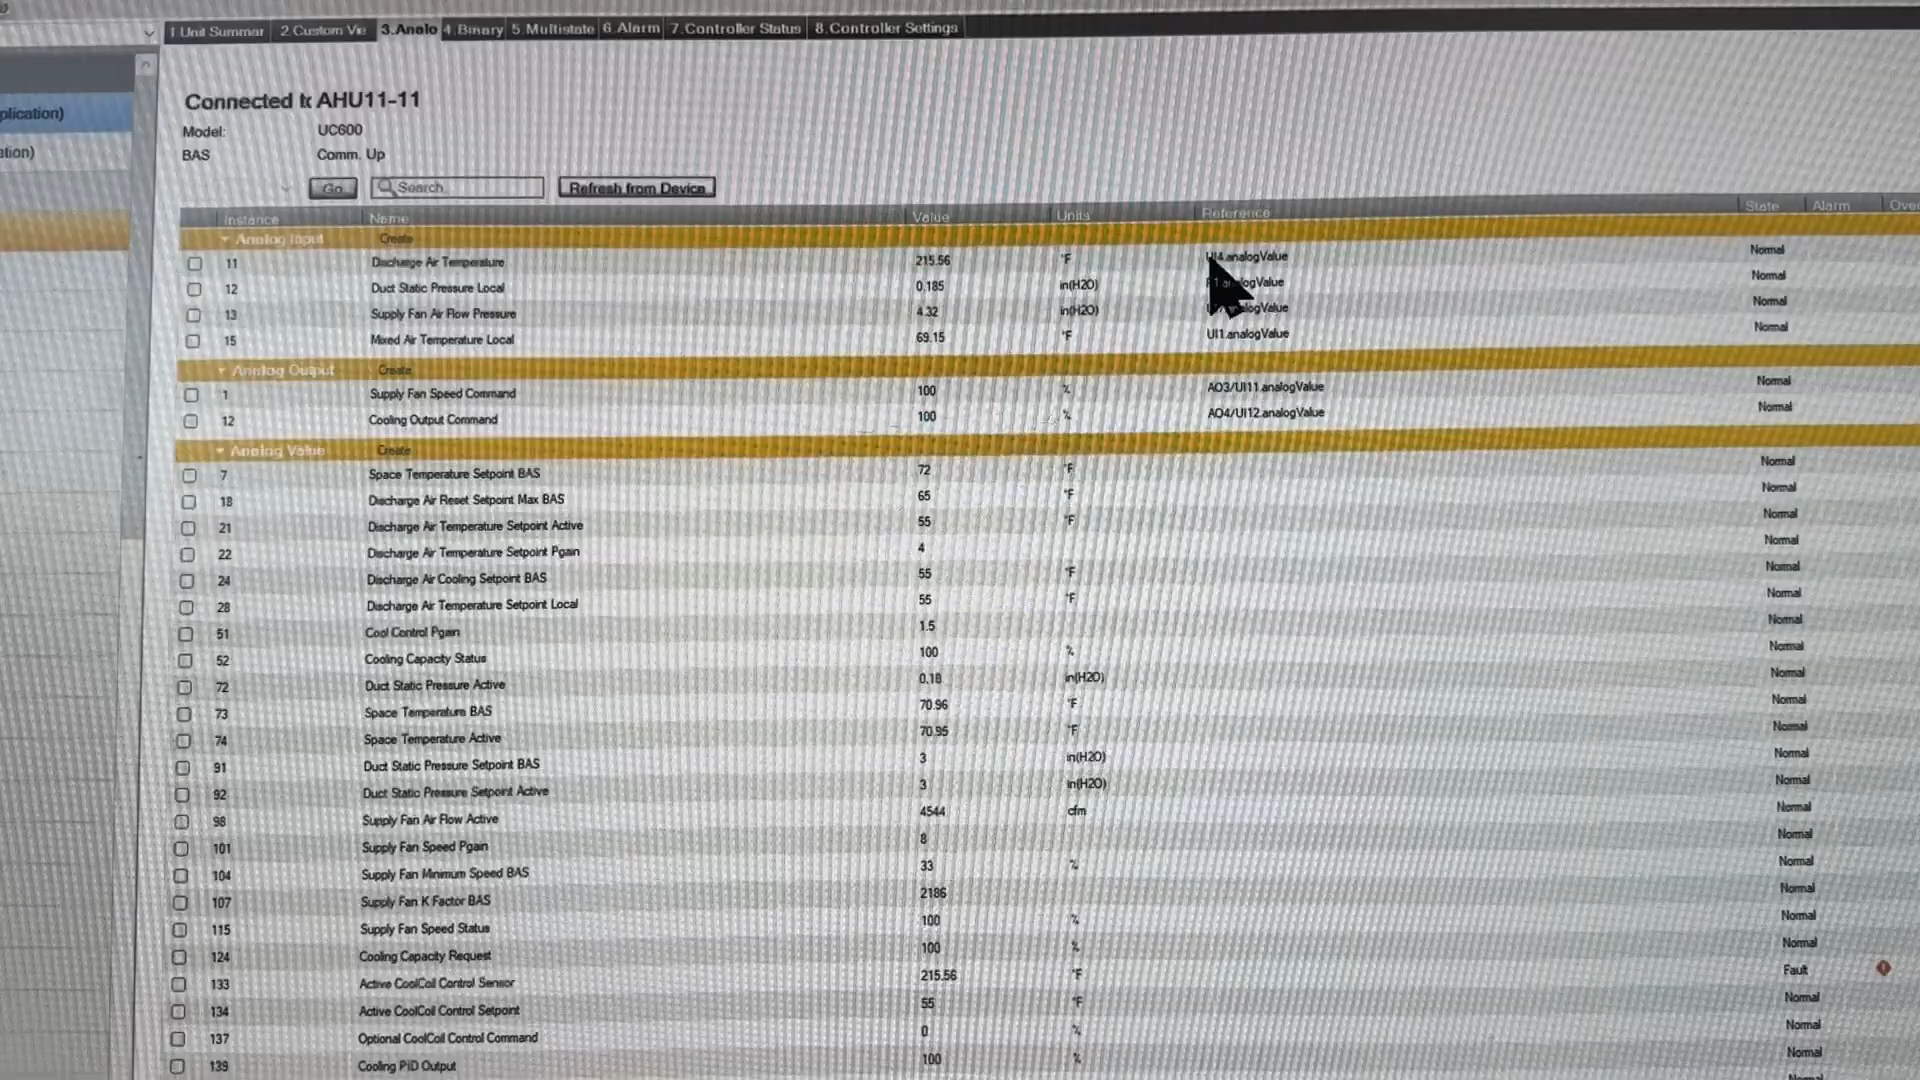 1 Unit Summar 2.Custom Vie 3.Analo 4.Binary 5.Multistate 6.Alarm 7.Controller Status 8.Controller Settings
plication)
ation)
Connected to AHU11-11
Model: UC600
BAS Comm. Up
Go Search Refresh from Device
Instance Name Value Units Reference State Alarm Over
Analog Input Create
11 Discharge Air Temperature 215.56 °F UI4.analogValue Normal
12 Duct Static Pressure Local 0.185 in(H2O) Normal
13 Supply Fan Air Flow Pressure 4.32 in(H2O) Normal
15 Mixed Air Temperature Local 69.15 °F UI1.analogValue Normal
Analog Output Create
1 Supply Fan Speed Command 100 % AO3/UI11.analogValue Normal
12 Cooling Output Command 100 % AO4/UI12.analogValue Normal
Analog Value Create
7 Space Temperature Setpoint BAS 72 °F Normal
18 Discharge Air Reset Setpoint Max BAS 65 °F Normal
21 Discharge Air Temperature Setpoint Active 55 °F Normal
22 Discharge Air Temperature Setpoint Pgain 4 Normal
24 Discharge Air Cooling Setpoint BAS 55 °F Normal
28 Discharge Air Temperature Setpoint Local 55 °F Normal
51 Cool Control Pgain 1.5 Normal
52 Cooling Capacity Status 100 % Normal
72 Duct Static Pressure Active 0.18 in(H2O) Normal
73 Space Temperature BAS 70.96 °F Normal
74 Space Temperature Active 70.95 °F Normal
91 Duct Static Pressure Setpoint BAS 3 in(H2O) Normal
92 Duct Static Pressure Setpoint Active 3 in(H2O) Normal
98 Supply Fan Air Flow Active 4544 cfm Normal
101 Supply Fan Speed Pgain 8 Normal
104 Supply Fan Minimum Speed BAS 33 % Normal
107 Supply Fan K Factor BAS 2186 Normal
115 Supply Fan Speed Status 100 % Normal
124 Cooling Capacity Request 100 % Normal
133 Active CoolCoil Control Sensor 215.56 °F Fault
134 Active CoolCoil Control Setpoint 55 °F Normal
137 Optional CoolCoil Control Command 0 % Normal
139 Cooling PID Output 100 % Normal